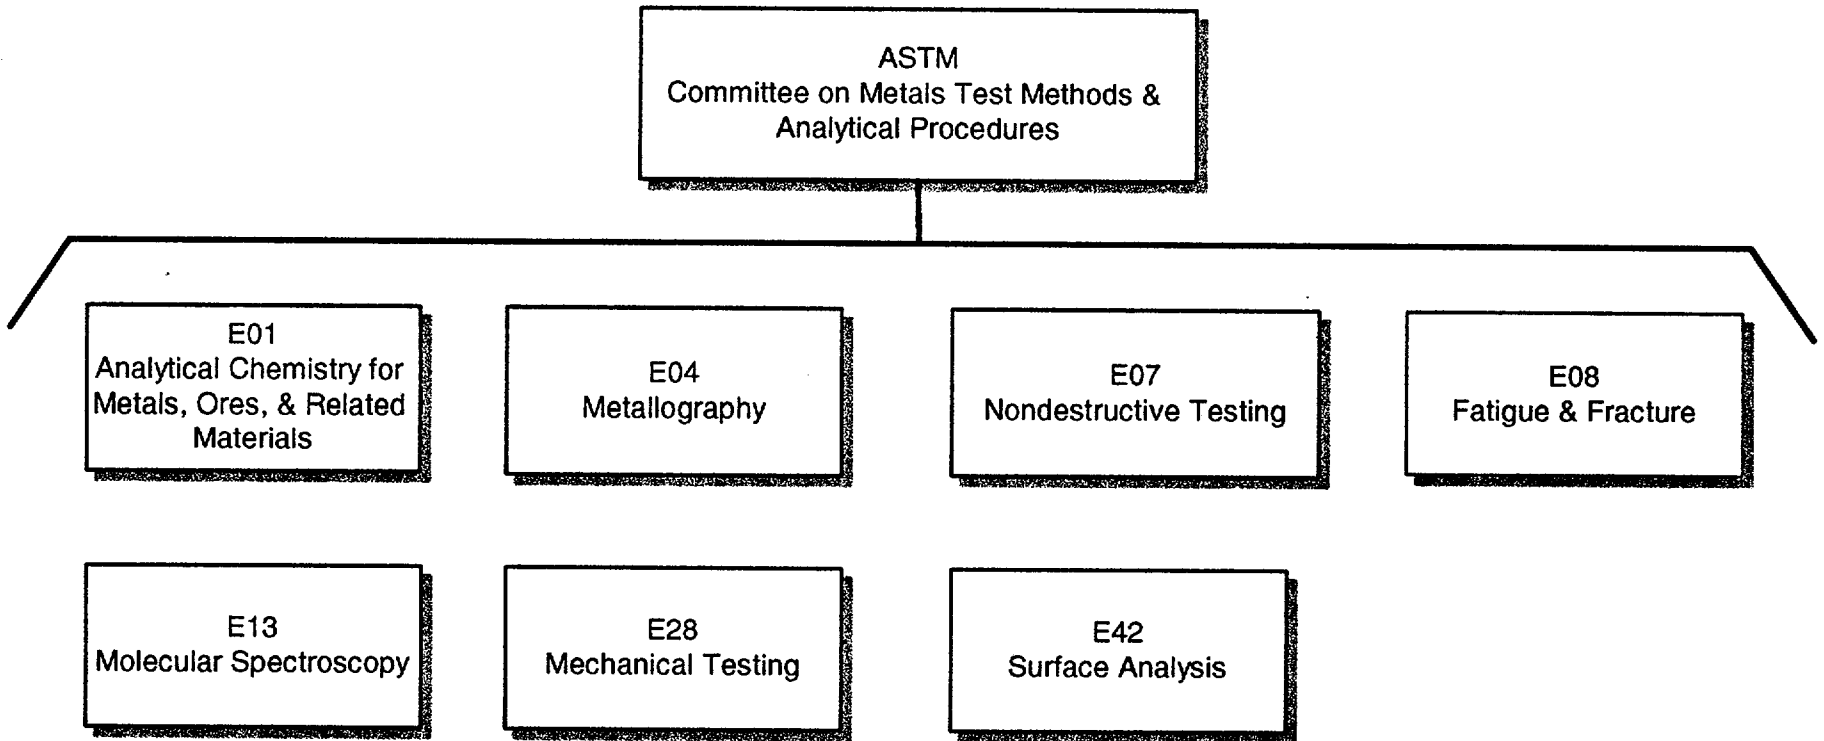 ASTM
Committee on Metals Test Methods &
Analytical Procedures
E01
Analytical Chemistry for
Metals, Ores, & Related
Materials
E04
Metallography
E07
Nondestructive Testing
E08
Fatigue & Fracture
E13
Molecular Spectroscopy
E28
Mechanical Testing
E42
Surface Analysis